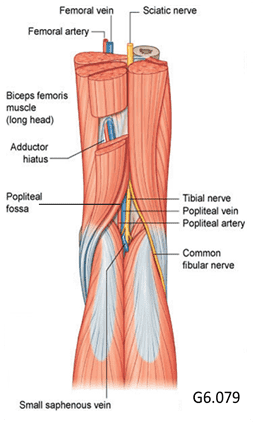 Femoral vein
Sciatic nerve
Femoral artery
Biceps femoris
muscle
(long head)
Adductor
hiatus
Popliteal
fossa
Tibial nerve
Popliteal vein
Popliteal artery
Common
fibular nerve
Small saphenous vein
G6.079